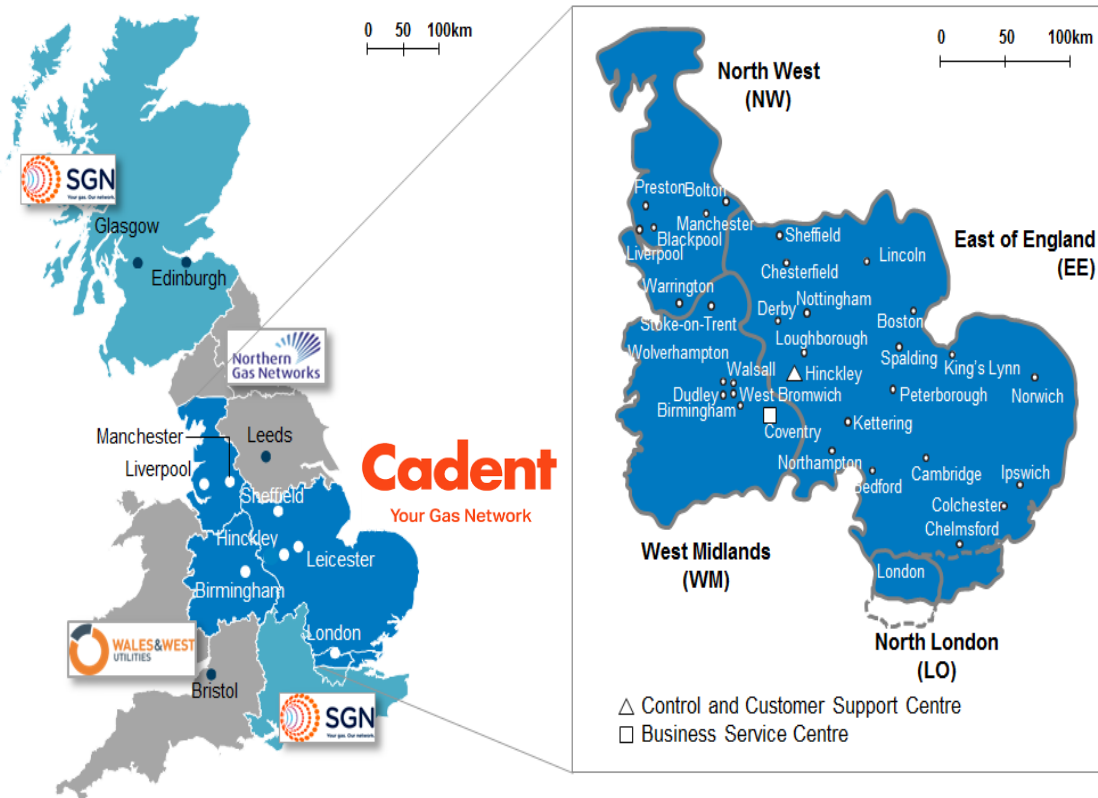 0 50 100km
SGN
Your gas. Our network.
Glasgow
Edinburgh
Northern
Gas Networks
Manchester
Leeds
Liverpool
Sheffield
Cadent
Your Gas Network
Hinckley
Leicester
Birmingham
WALES&WEST
UTILITIES
London
Bristol
SGN
Your gas. Our network.
0 50 100km
North West
(NW)
Preston
Bolton
Manchester
Blackpool
Liverpool
Sheffield
Lincoln
East of England
(EE)
Chesterfield
Warrington
Nottingham
Derby
Stoke-on-Trent
Boston
Loughborough
Wolverhampton
Spalding
King's Lynn
Walsall
Hinckley
Norwich
Dudley
West Bromwich
Peterborough
Birmingham
Kettering
Coventry
Northampton
Cambridge
Ipswich
Bedford
Colchester
Chelmsford
West Midlands
(WM)
London
North London
(LO)
Control and Customer Support Centre
Business Service Centre